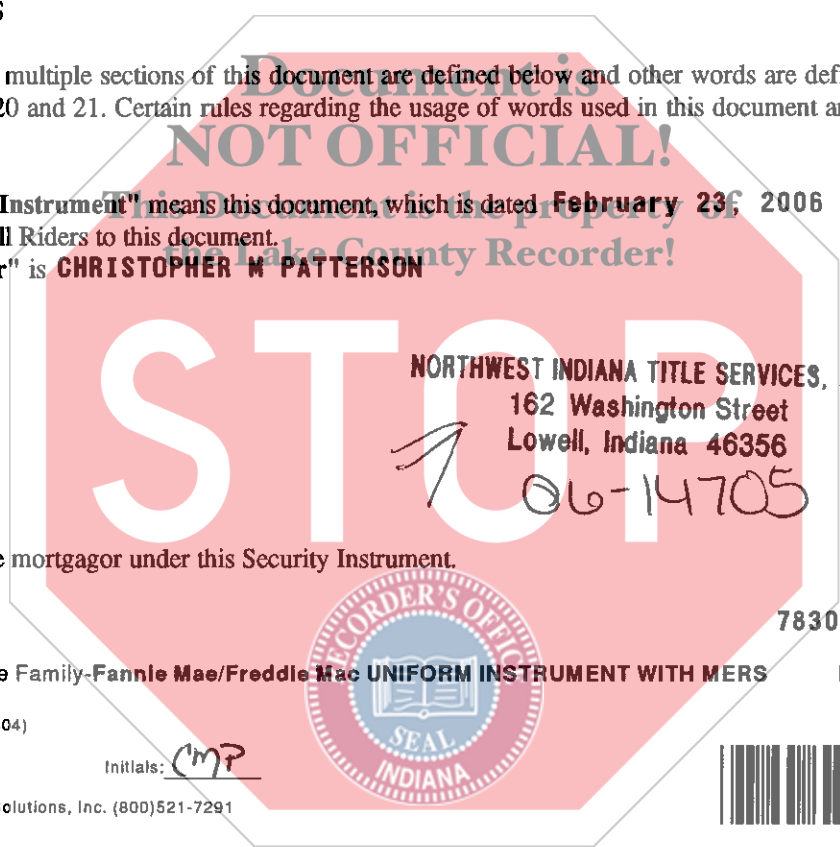 S
multiple sections of this document are defined below and other words are def
20 and 21. Certain rules regarding the usage of words used in this document a
Document is
NOT OFFICIAL!
This Document is the property of
the Lake County Recorder!
Instrument" means this document, which is dated February 23, 2006
ll Riders to this document.
r" is CHRISTOPHER M PATTERSON
STOP
NORTHWEST INDIANA TITLE SERVICES,
162 Washington Street
Lowell, Indiana 46356
06-14705
e mortgagor under this Security Instrument.
RECORDER'S OFFICE
SEAL
INDIANA
7830
e Family-Fannie Mae/Freddie Mac UNIFORM INSTRUMENT WITH MERS
04)
Initials: CMP
olutions, Inc. (800)521-7291